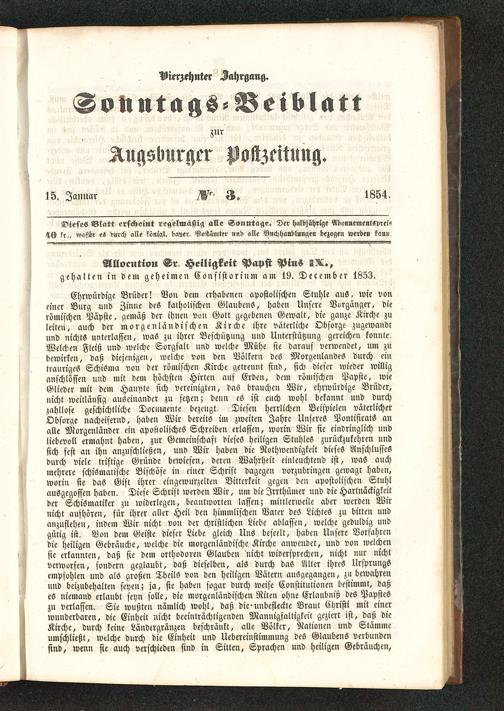 Vierzehnter Jahrgang.
Sonntags-Beiblatt
zur
Augsburger Postzeitung.
15. Januar Nr. 3. 1854.
Dieses Blatt erscheint regelmäßig alle Sonntage. Der halbjährige Abonnementspreis
40 kr., wofür es durch alle königl. bayer. Postämter und alle Buchhandlungen bezogen werden kann.
Allocution Sr. Heiligkeit Papst Pius IX.,
gehalten in dem geheimen Consistorium am 19. December 1853.
Ehrwürdige Brüder! Von dem erhabenen apostolischen Stuhle aus, wie von
einer Burg und Zinne des katholischen Glaubens, haben Unsere Vorgänger, die
römischen Päpste, gemäß der ihnen von Gott gegebenen Gewalt, die ganze Kirche zu
leiten, auch der morgenländischen Kirche ihre väterliche Obsorge zugewandt
und nichts unterlassen, was zu ihrer Beschützung und Unterstützung gereichen konnte.
Welchen Fleiß und welche Sorgfalt und welche Mühe sie darauf verwendet, um zu
bewirken, daß diejenigen, welche von den Völkern des Morgenlandes durch ein
trauriges Schisma von der römischen Kirche getrennt sind, sich dieser wieder willig
anschlössen und mit dem höchsten Hirten auf Erden, dem römischen Papste, wie
Glieder mit dem Haupte sich vereinigten, das brauchen Wir, ehrwürdige Brüder,
nicht weitläufig auseinander zu setzen; denn es ist euch wohl bekannt und durch
zahllose geschichtliche Documente bezeugt. Diesen herrlichen Beispielen väterlicher
Obsorge nacheifernd, haben Wir bereits im zweiten Jahre Unseres Pontificats an
alle Morgenländer ein apostolisches Schreiben erlassen, worin Wir sie eindringlich und
liebevoll ermahnt haben, zur Gemeinschaft dieses heiligen Stuhles zurückzukehren und
sich fest an ihn anzuschließen, und Wir haben die Nothwendigkeit dieses Anschlusses
durch viele triftige Gründe bewiesen, deren Wahrheit einleuchtend ist, was auch
mehrere schismatische Bischöfe in einer Schrift dagegen vorzubringen gewagt haben,
worin sie das Gift ihrer eingewurzelten Bitterkeit gegen den apostolischen Stuhl
ausgegossen haben. Diese Schrift werden Wir, um die Irrthümer und die Hartnäckigkeit
der Schismatiker zu widerlegen, beantworten lassen; mittlerweile aber werden Wir
nicht aufhören, für ihrer aller Heil den himmlischen Vater des Lichtes zu bitten und
anzuflehen, indem Wir nicht von der christlichen Liebe ablassen, welche geduldig und
gütig ist. Von dem Geiste dieser Liebe gleich Uns beseelt, haben Unsere Vorfahren
die heiligen Gebräuche, welche die morgenländische Kirche anwendet, und von welchen
sie erkannten, daß sie dem orthodoxen Glauben nicht widersprechen, nicht nur nicht
verworfen, sondern geglaubt, daß dieselben, als durch das Alter ihres Ursprungs
empfohlen und als großen Theils von den heiligen Vätern ausgegangen, zu bewahren
und beizubehalten seyen; ja, sie haben sogar durch weise Constitutionen bestimmt, daß
es niemand erlaubt seyn solle, die morgenländischen Riten ohne Erlaubniß des Papstes
zu verlassen. Sie wußten nämlich wohl, daß die unbefleckte Braut Christi mit einer
wunderbaren, die Einheit nicht beeinträchtigenden Mannigfaltigkeit geziert ist, daß die
Kirche, durch keine Ländergränzen beschränkt, alle Völker, Nationen und Stämme
umschließt, welche durch die Einheit und Uebereinstimmung des Glaubens verbunden
sind, wenn sie auch verschieden sind in Sitten, Sprachen und heiligen Gebräuchen,